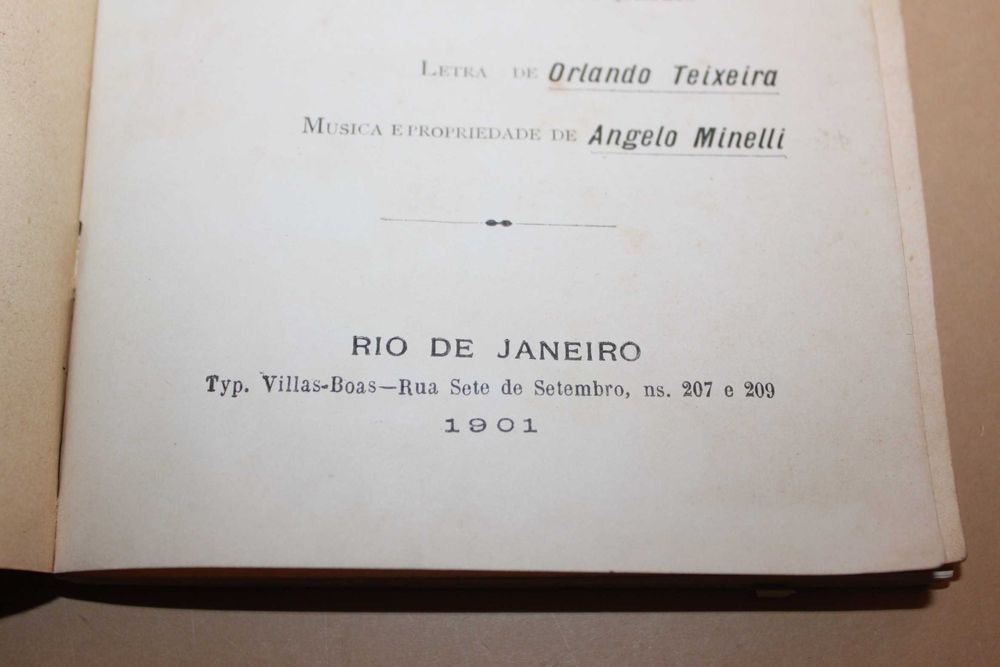 LETRA DE Orlando Teixeira
MUSICA E PROPRIEDADE DE Angelo Minelli
RIO DE JANEIRO
Typ. Villas-Boas—Rua Sete de Setembro, ns. 207 e 209
1901